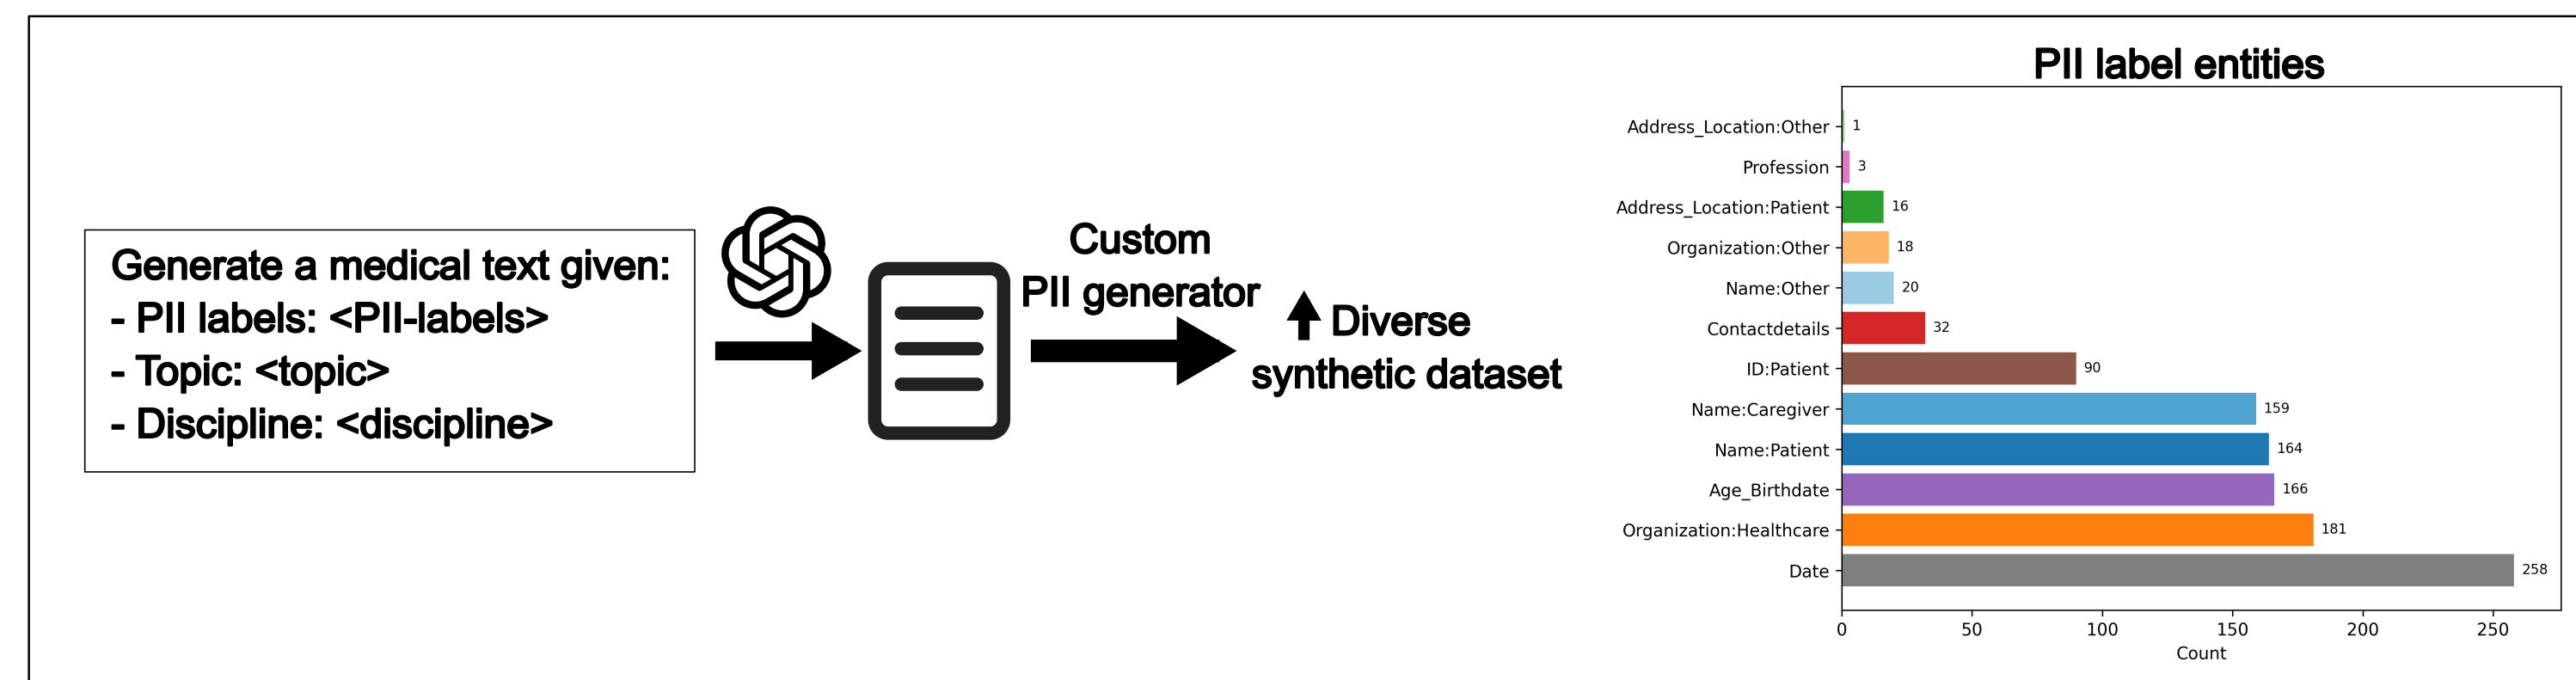 Generate a medical text given:
- PII labels: <PII-labels>
- Topic: <topic>
- Discipline: <discipline>
Custom
PII generator
Diverse
synthetic dataset
PII label entities
Address_Location:Other 1
Profession 3
Address_Location:Patient 16
Organization:Other 18
Name:Other 20
Contactdetails 32
ID:Patient 90
Name:Caregiver 159
Name:Patient 164
Age_Birthdate 166
Organization:Healthcare 181
Date 258
0 50 100 150 200 250
Count